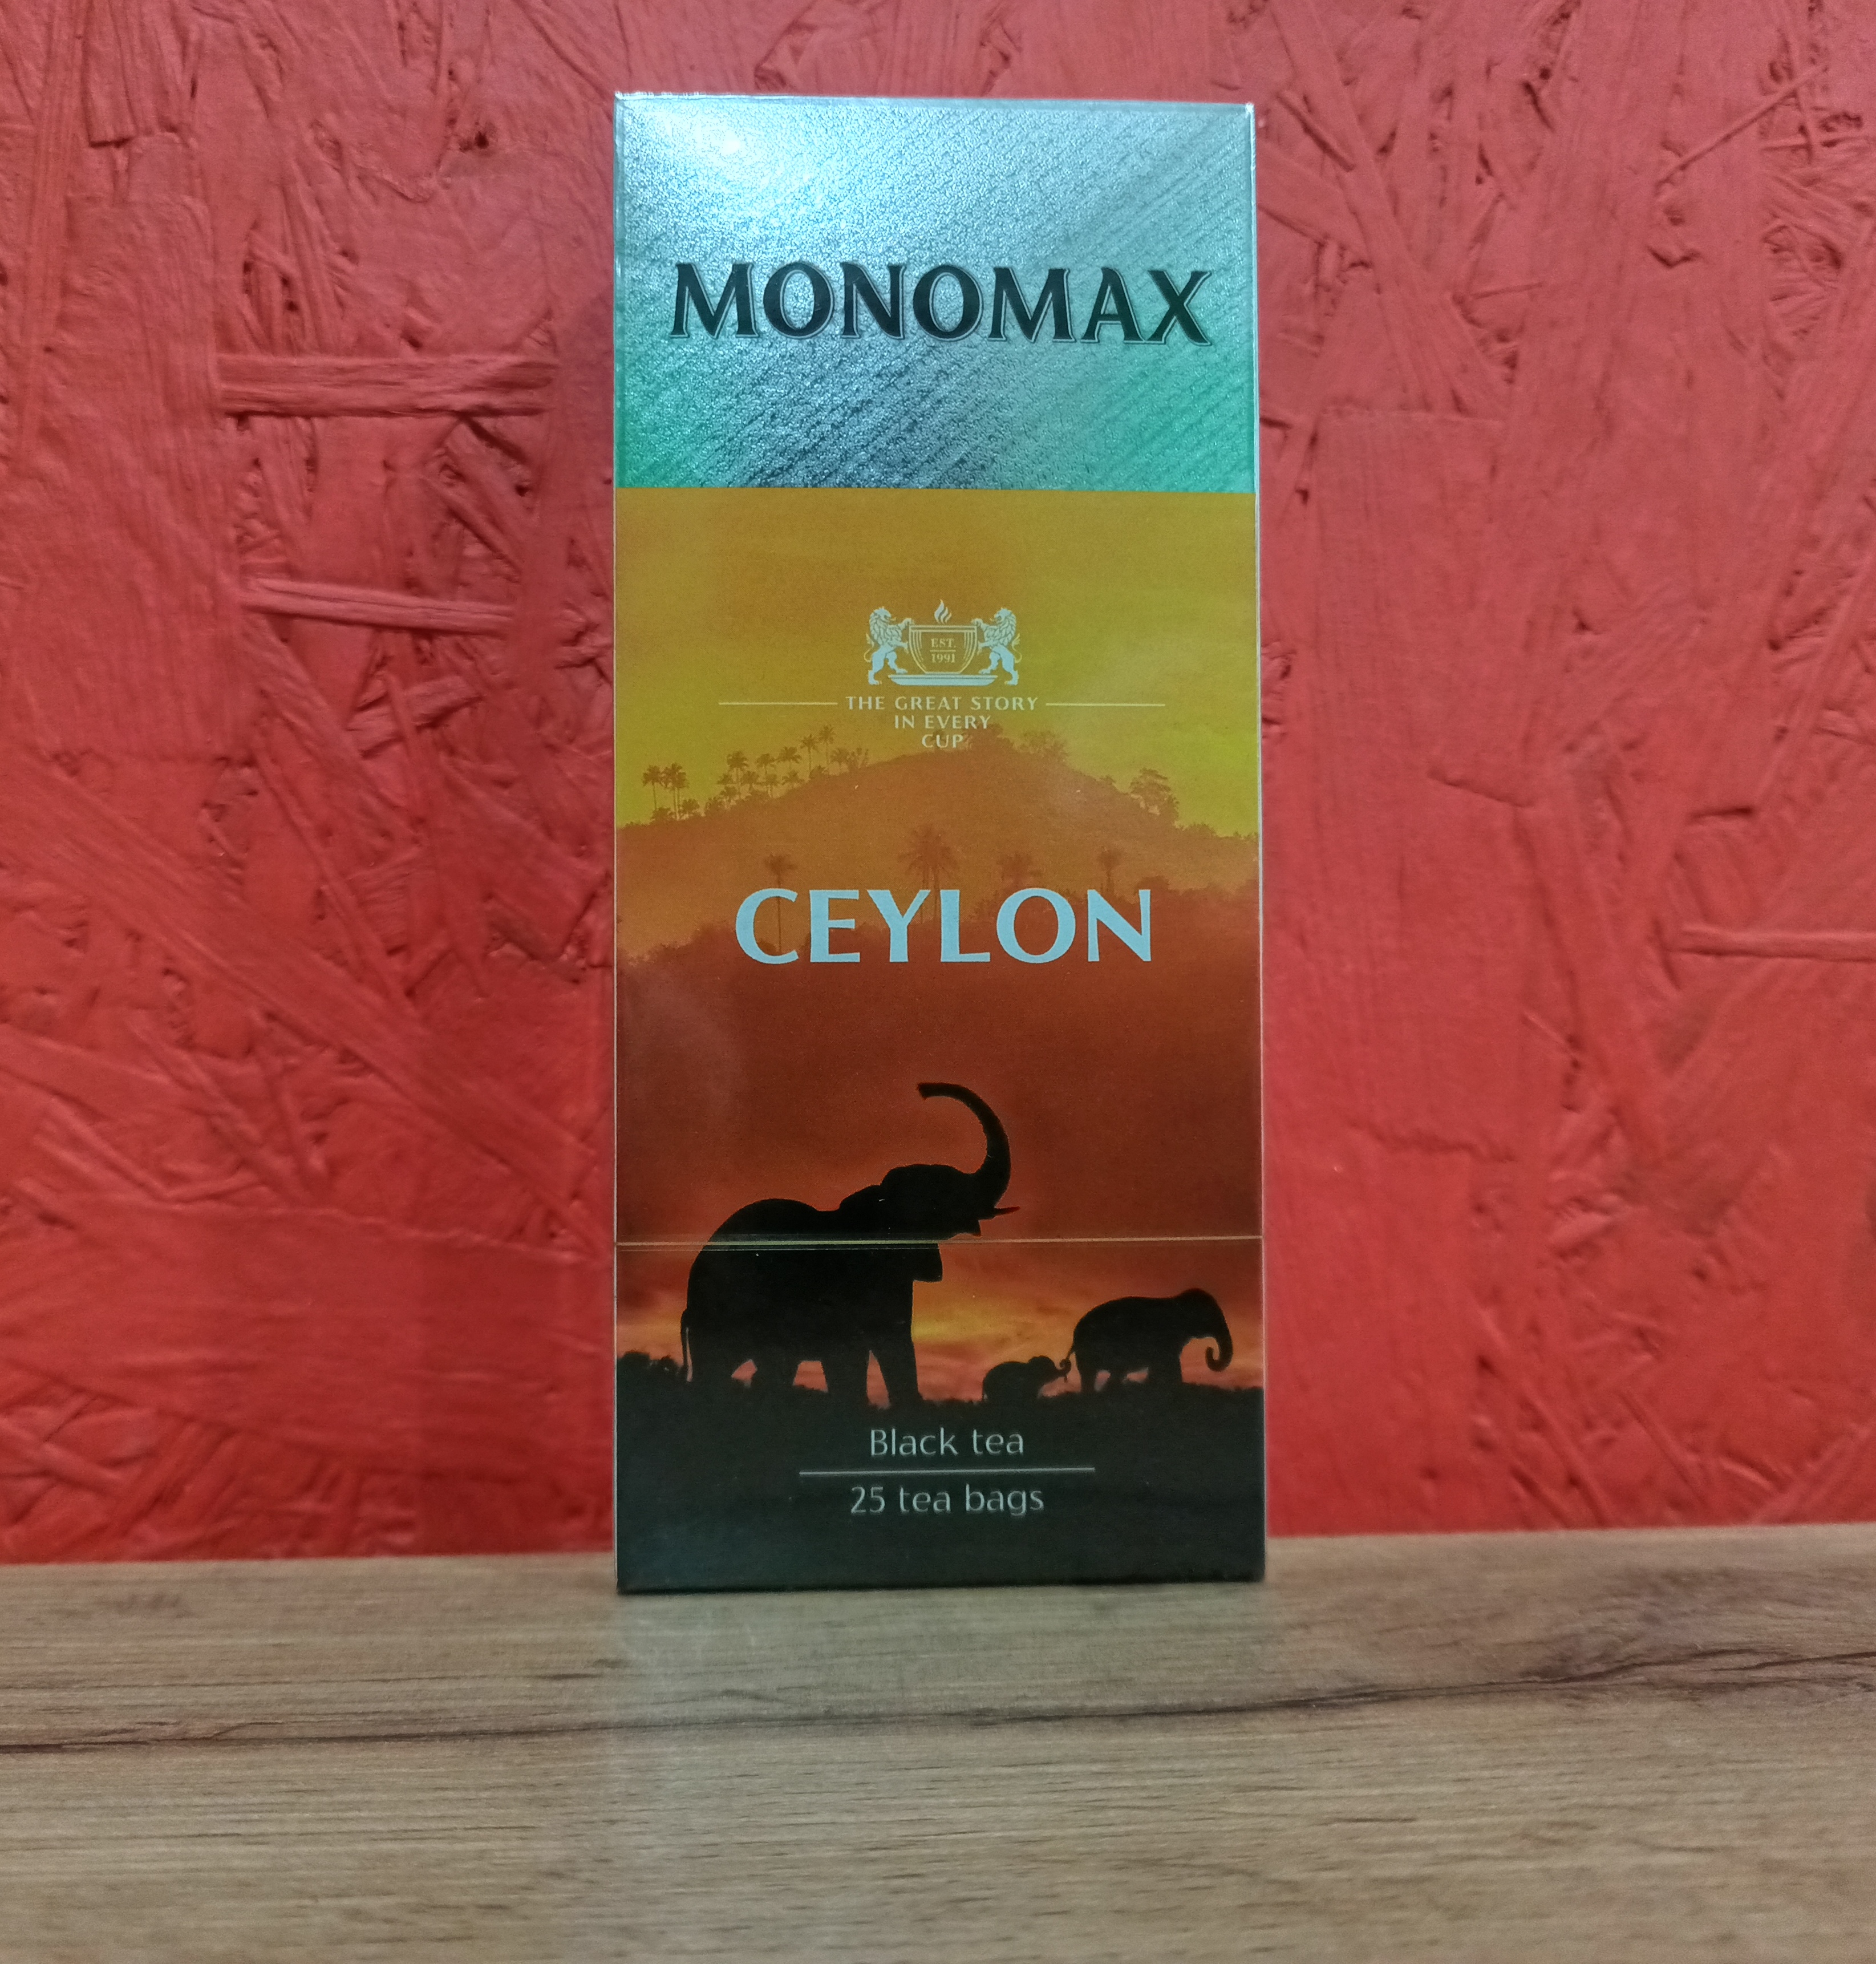 MONOMAX
EST.
1991
THE GREAT STORY
IN EVERY
CUP
CEYLON
Black tea
25 tea bags